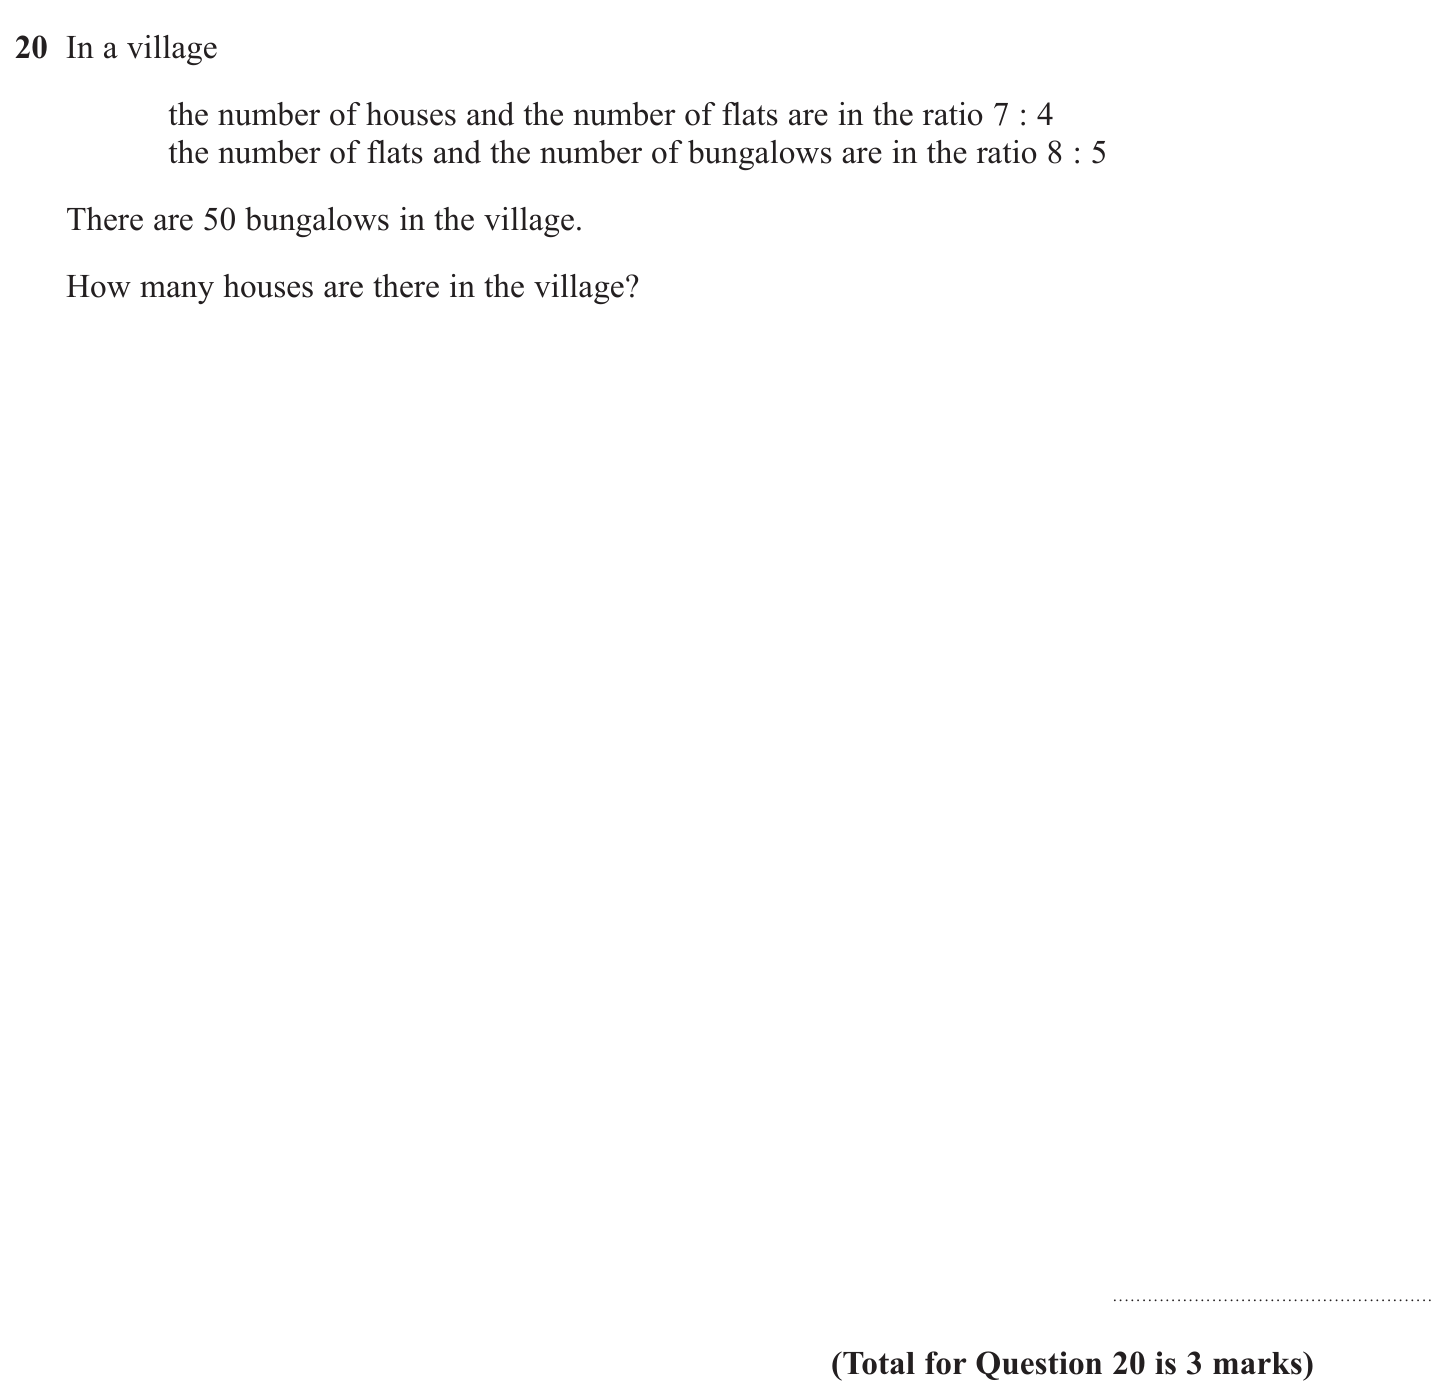 20 In a village
the number of houses and the number of flats are in the ratio 7 : 4
the number of flats and the number of bungalows are in the ratio 8 : 5
There are 50 bungalows in the village.
How many houses are there in the village?
(Total for Question 20 is 3 marks)